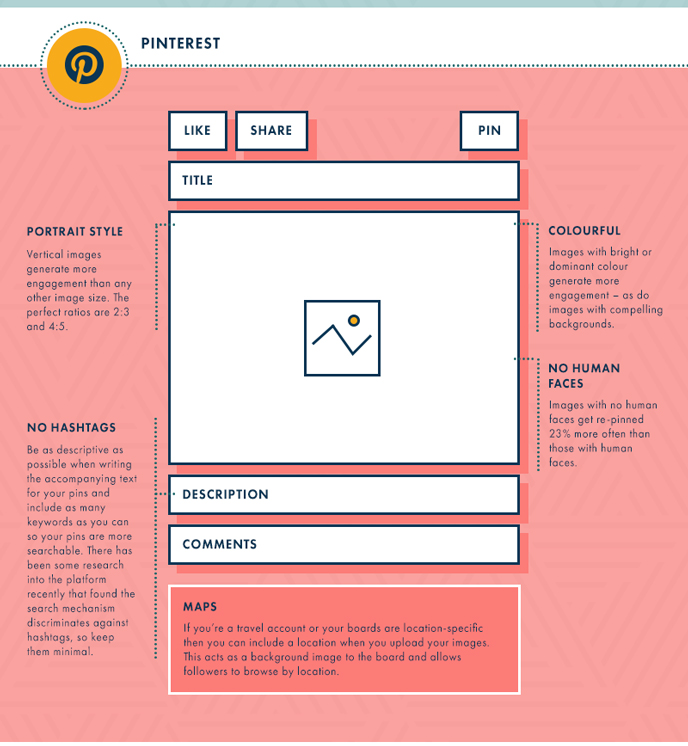 PINTEREST
LIKE
SHARE
PIN
TITLE
PORTRAIT STYLE
Vertical images
generate more
engagement than any
other image size. The
perfect ratios are 2:3
and 4:5.
COLOURFUL
Images with bright or
dominant colour
generate more
engagement – as do
images with compelling
backgrounds.
NO HUMAN
FACES
Images with no human
faces get re-pinned
23% more often than
those with human
faces.
NO HASHTAGS
Be as descriptive as
possible when writing
the accompanying text
for your pins and
include as many
keywords as you can
so your pins are more
searchable. There has
been some research
into the platform
recently that found the
search mechanism
discriminates against
hashtags, so keep
them minimal.
DESCRIPTION
COMMENTS
MAPS
If you're a travel account or your boards are location-specific
then you can include a location when you upload your images.
This acts as a background image to the board and allows
followers to browse by location.